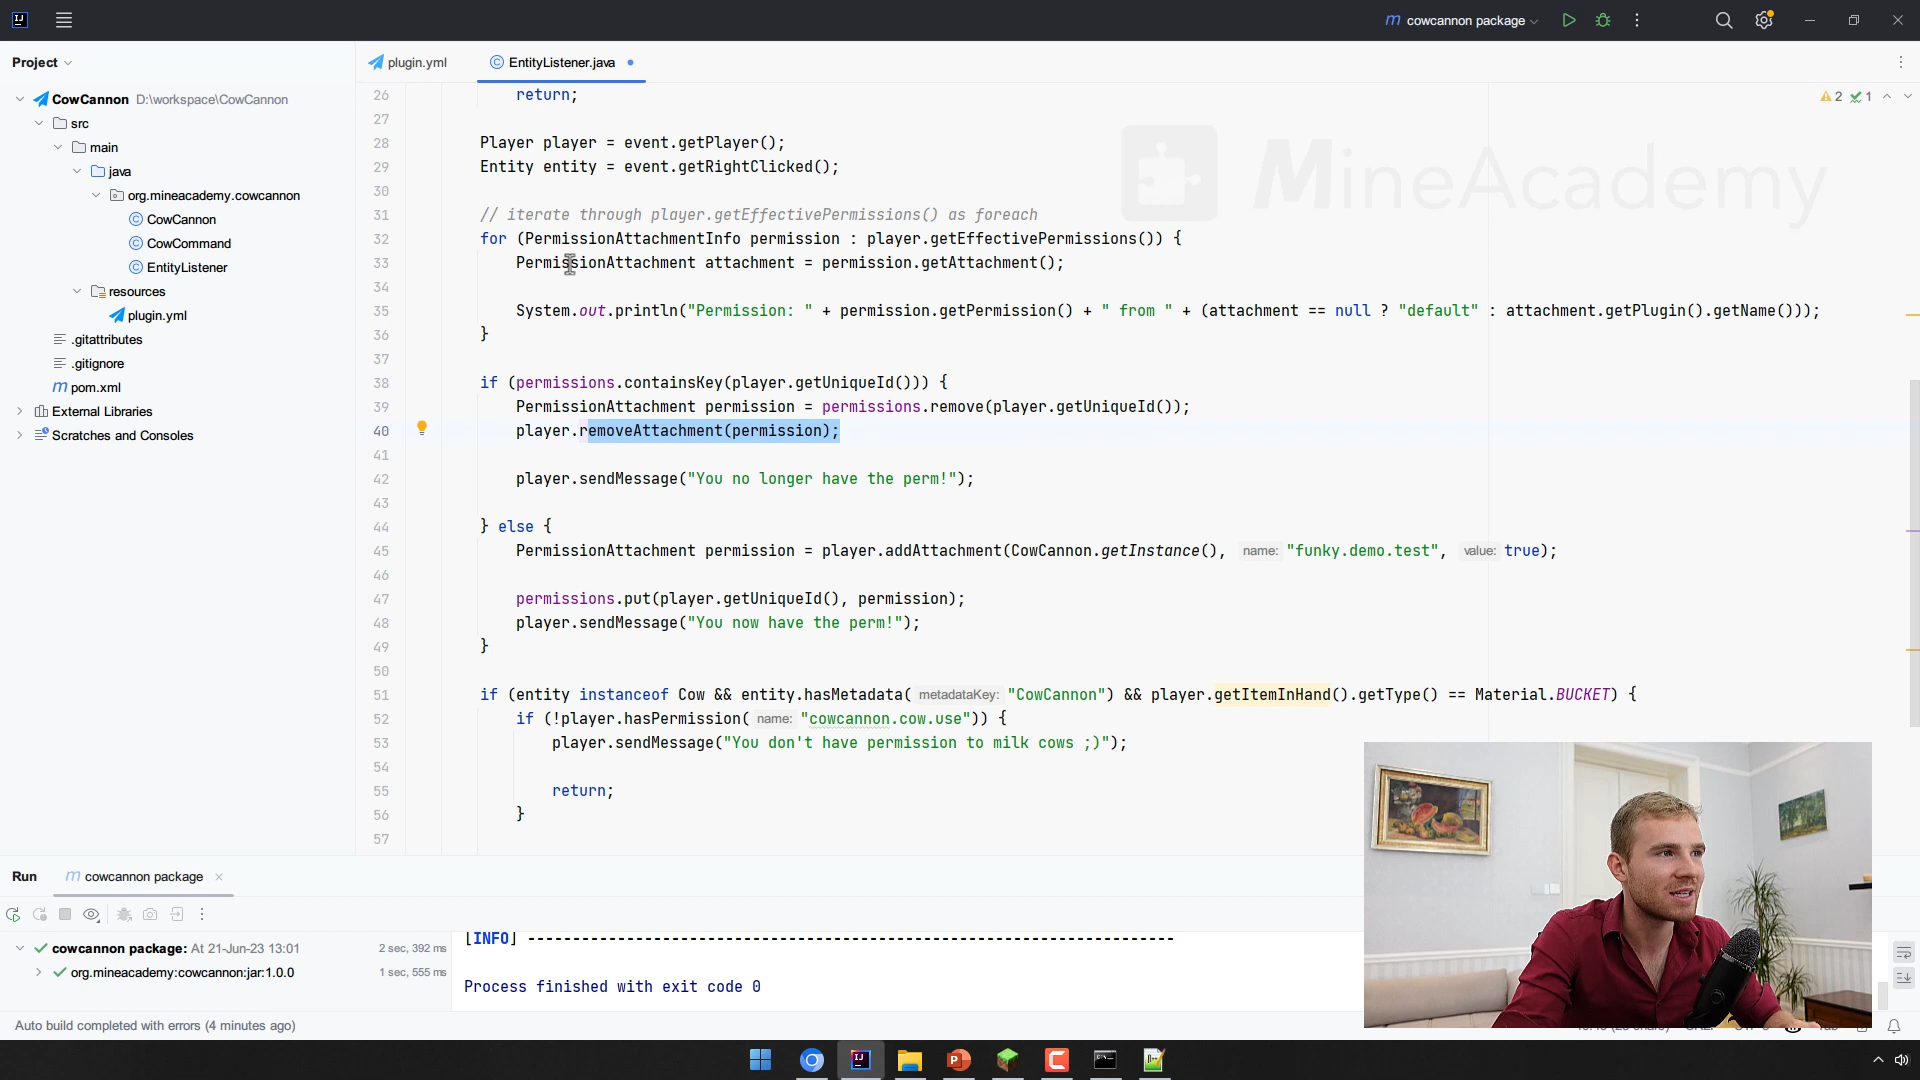 cowcannon package
Project
plugin.yml
EntityListener.java
CowCannon D:\workspace\CowCannon
src
main
java
org.mineacademy.cowcannon
CowCannon
CowCommand
EntityListener
resources
plugin.yml
.gitattributes
.gitignore
pom.xml
External Libraries
Scratches and Consoles
2 1
MineAcademy
26 return;
27
28 Player player = event.getPlayer();
29 Entity entity = event.getRightClicked();
30
31 // iterate through player.getEffectivePermissions() as foreach
32 for (PermissionAttachmentInfo permission : player.getEffectivePermissions()) {
33 PermissionAttachment attachment = permission.getAttachment();
34
35 System.out.println("Permission: " + permission.getPermission() + " from " + (attachment == null ? "default" : attachment.getPlugin().getName()));
36 }
37
38 if (permissions.containsKey(player.getUniqueId())) {
39 PermissionAttachment permission = permissions.remove(player.getUniqueId());
40 player.removeAttachment(permission);
41
42 player.sendMessage("You no longer have the perm!");
43
44 } else {
45 PermissionAttachment permission = player.addAttachment(CowCannon.getInstance(), name: "funky.demo.test", value: true);
46
47 permissions.put(player.getUniqueId(), permission);
48 player.sendMessage("You now have the perm!");
49 }
50
51 if (entity instanceof Cow && entity.hasMetadata( metadataKey: "CowCannon") && player.getItemInHand().getType() == Material.BUCKET) {
52 if (!player.hasPermission( name: "cowcannon.cow.use")) {
53 player.sendMessage("You don't have permission to milk cows ;)");
54
55 return;
56 }
57
Run cowcannon package
cowcannon package: At 21-Jun-23 13:01 2 sec, 392 ms
org.mineacademy:cowcannon:jar:1.0.0 1 sec, 555 ms
[INFO] ------------------------------------------------------------------------
Process finished with exit code 0
Auto build completed with errors (4 minutes ago)